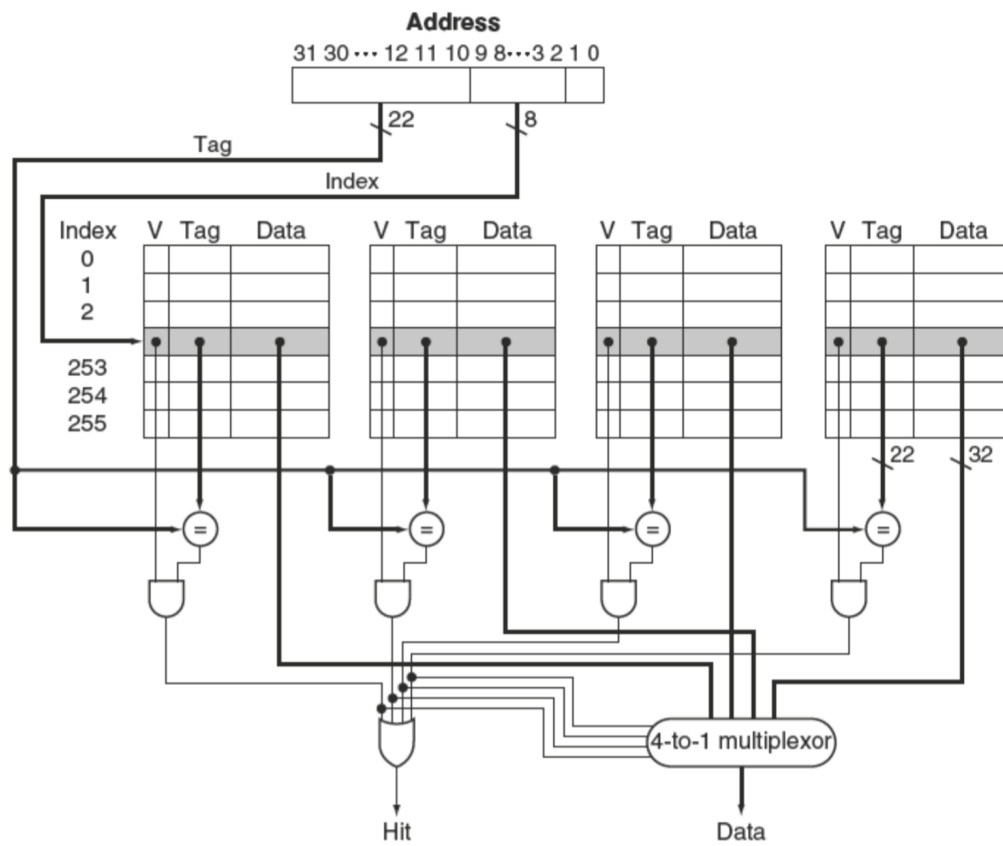 Address
31 30 ··· 12 11 10 9 8···3 2 1 0
22
8
Tag
Index
Index V Tag Data V Tag Data V Tag Data V Tag Data
0
1
2
253
254
255
22 32
= = = =
4-to-1 multiplexor
Hit Data